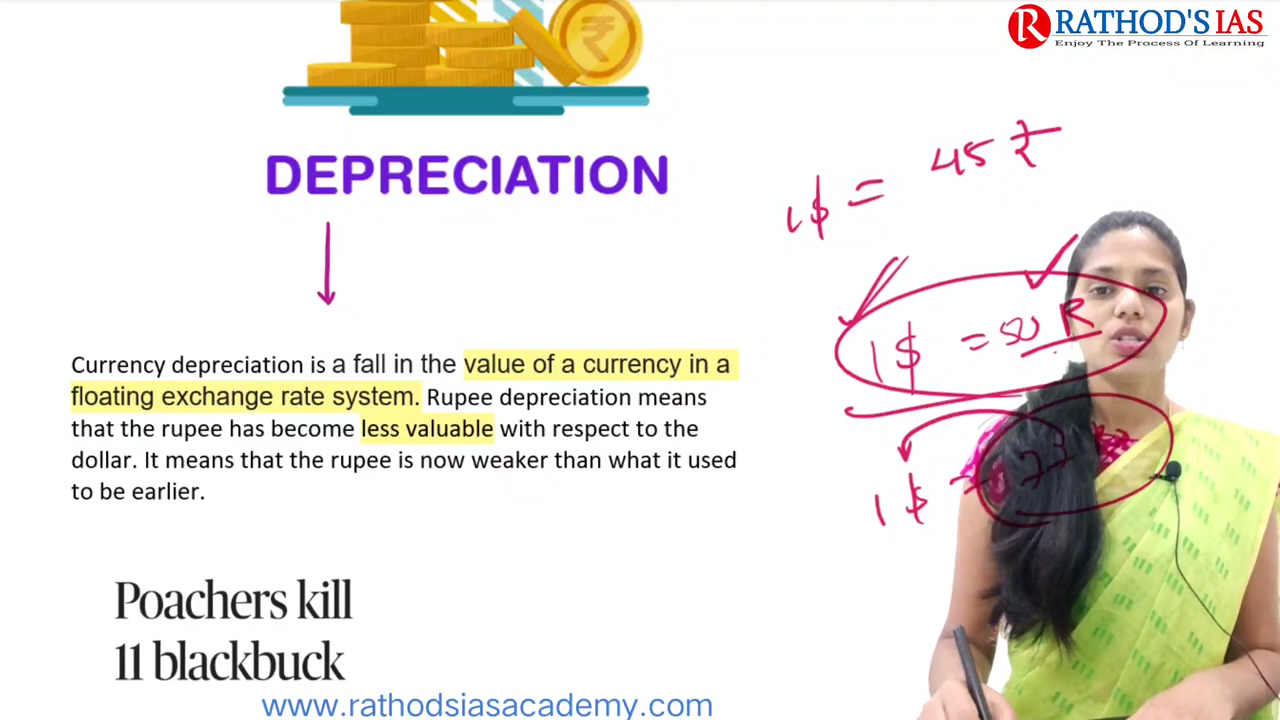 RATHOD'S IAS
Enjoy The Process Of Learning
DEPRECIATION
1$ = 45 ₹
1$ = 50 R
1$ =
Currency depreciation is a fall in the value of a currency in a
floating exchange rate system. Rupee depreciation means
that the rupee has become less valuable with respect to the
dollar. It means that the rupee is now weaker than what it used
to be earlier.
Poachers kill
11 blackbuck
www.rathodsiasacademy.com